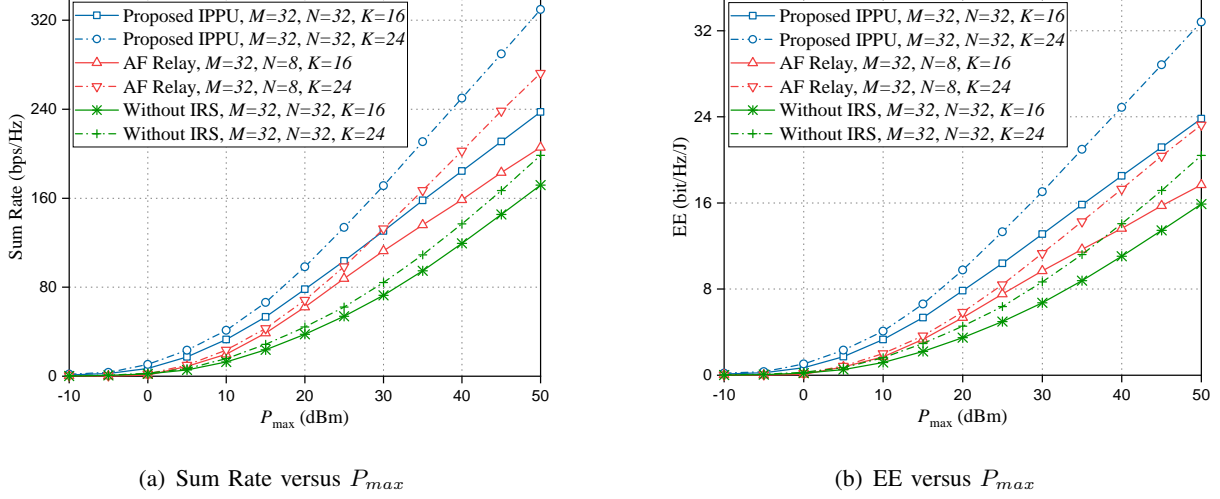 320
240
160
80
0
Sum Rate (bps/Hz)
Proposed IPPU, M=32, N=32, K=16
Proposed IPPU, M=32, N=32, K=24
AF Relay, M=32, N=8, K=16
AF Relay, M=32, N=8, K=24
Without IRS, M=32, N=32, K=16
Without IRS, M=32, N=32, K=24
-10 0 10 20 30 40 50
P_max (dBm)
(a) Sum Rate versus P_max
32
24
16
8
0
EE (bit/Hz/J)
Proposed IPPU, M=32, N=32, K=16
Proposed IPPU, M=32, N=32, K=24
AF Relay, M=32, N=8, K=16
AF Relay, M=32, N=8, K=24
Without IRS, M=32, N=32, K=16
Without IRS, M=32, N=32, K=24
-10 0 10 20 30 40 50
P_max (dBm)
(b) EE versus P_max